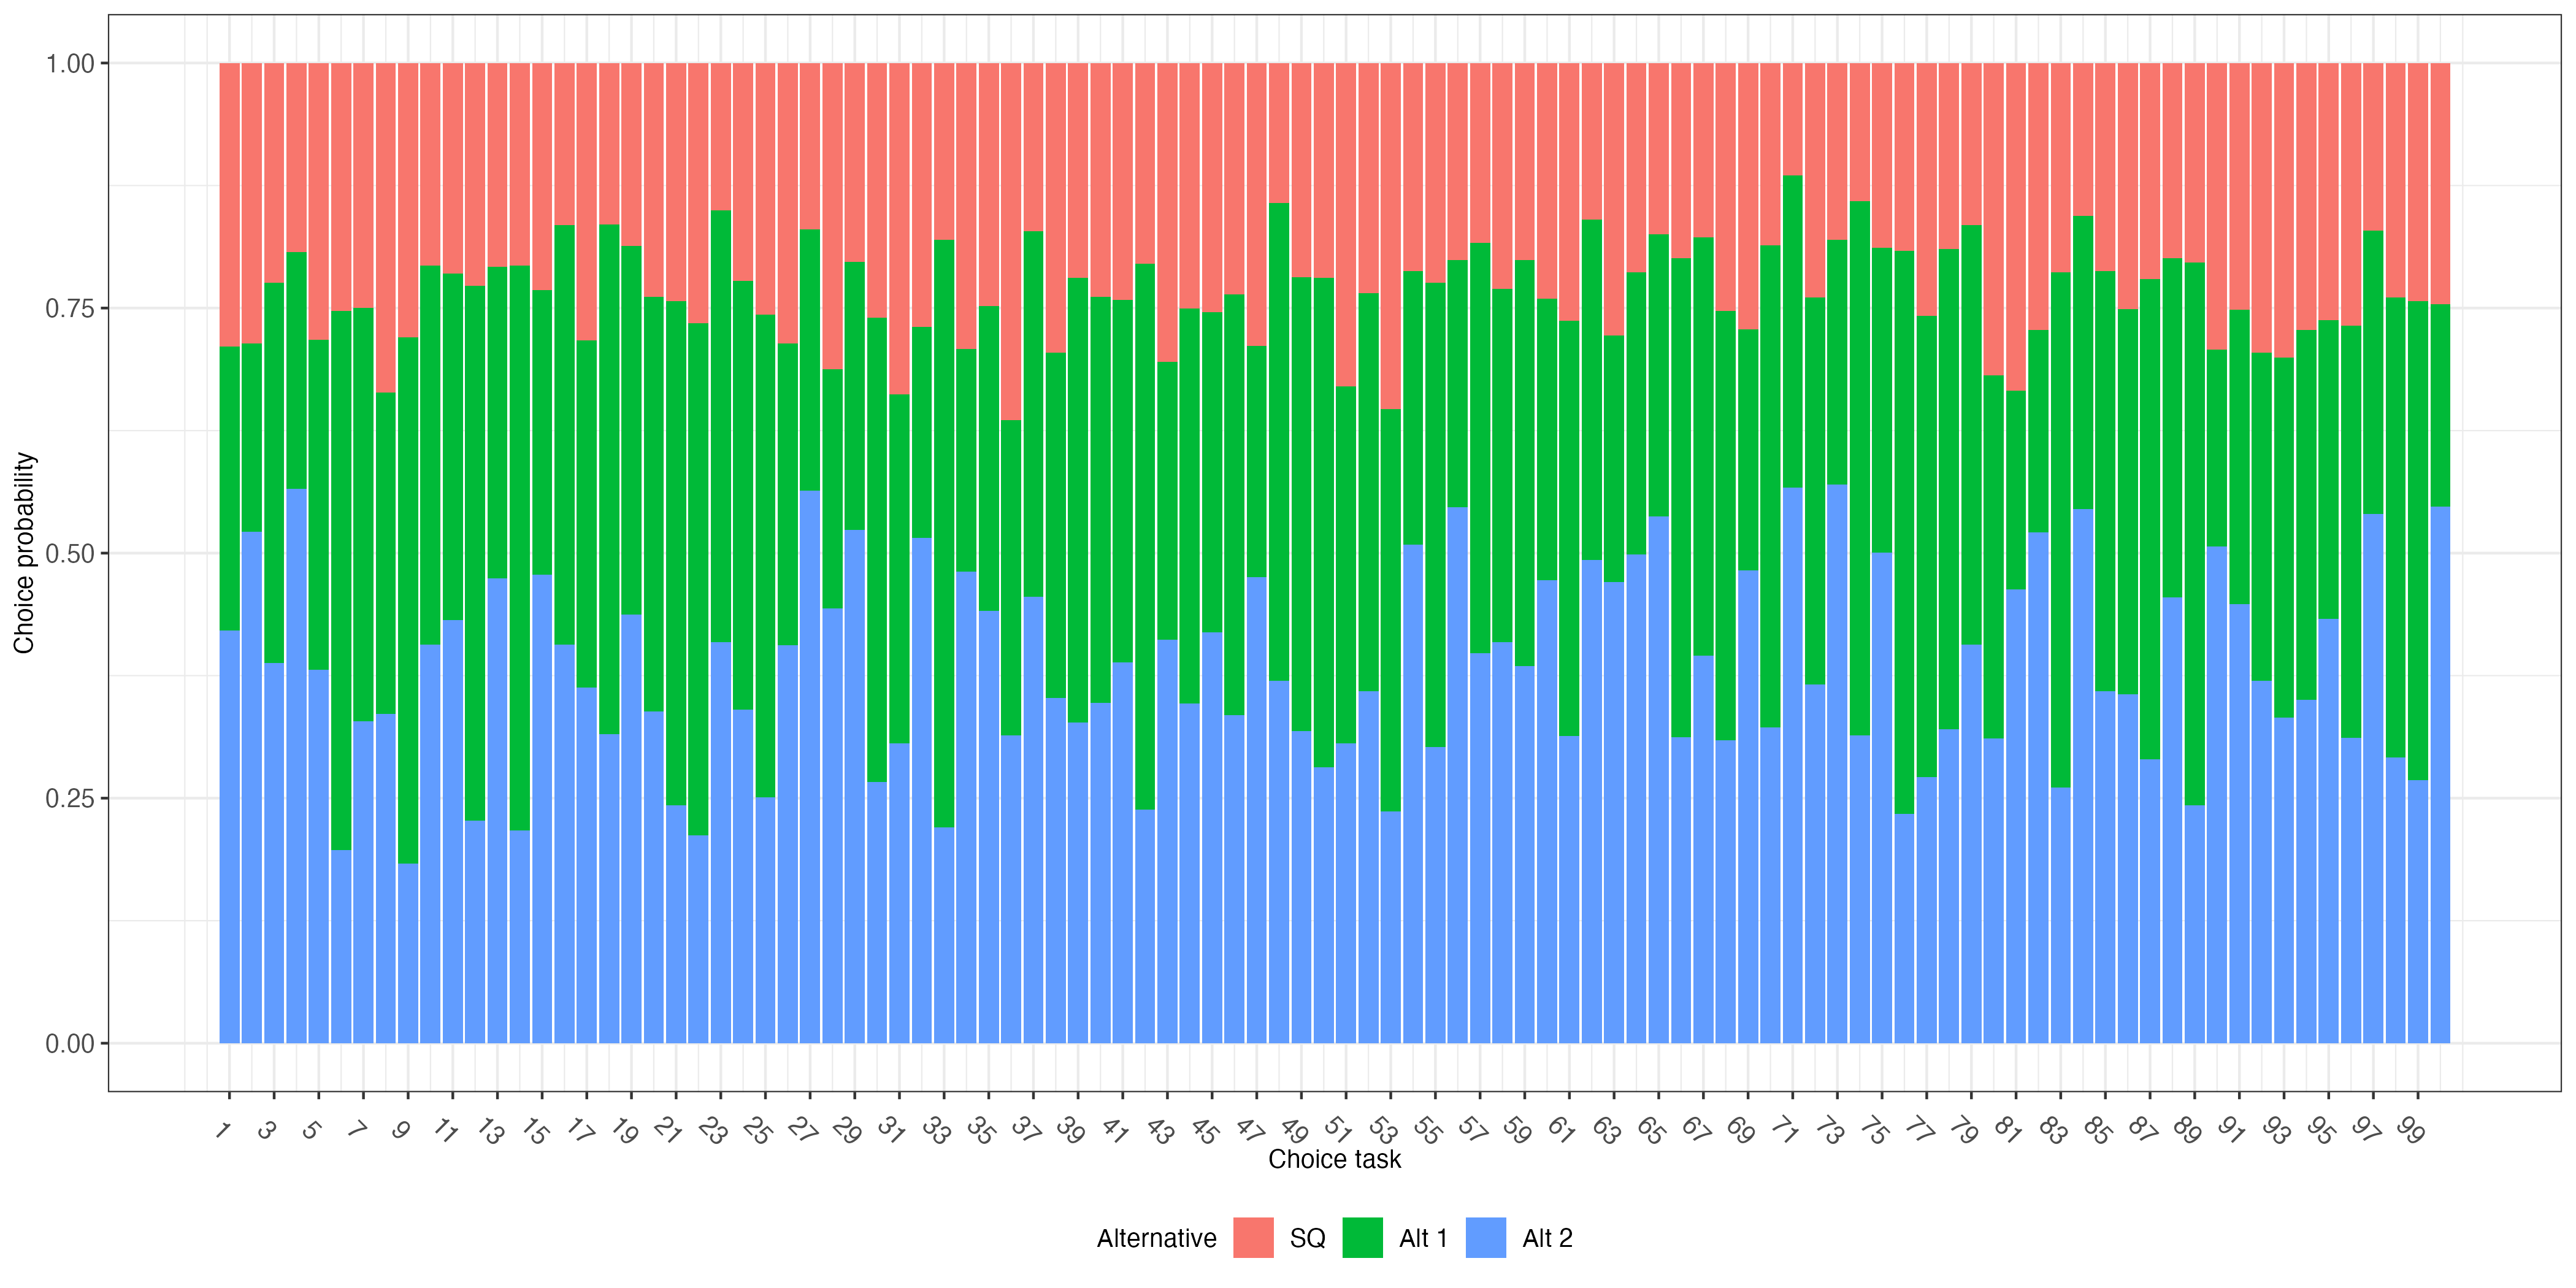 Choice probability
1.00
0.75
0.50
0.25
0.00
1 3 5 7 9 11 13 15 17 19 21 23 25 27 29 31 33 35 37 39 41 43 45 47 49 51 53 55 57 59 61 63 65 67 69 71 73 75 77 79 81 83 85 87 89 91 93 95 97 99
Choice task
Alternative SQ Alt 1 Alt 2